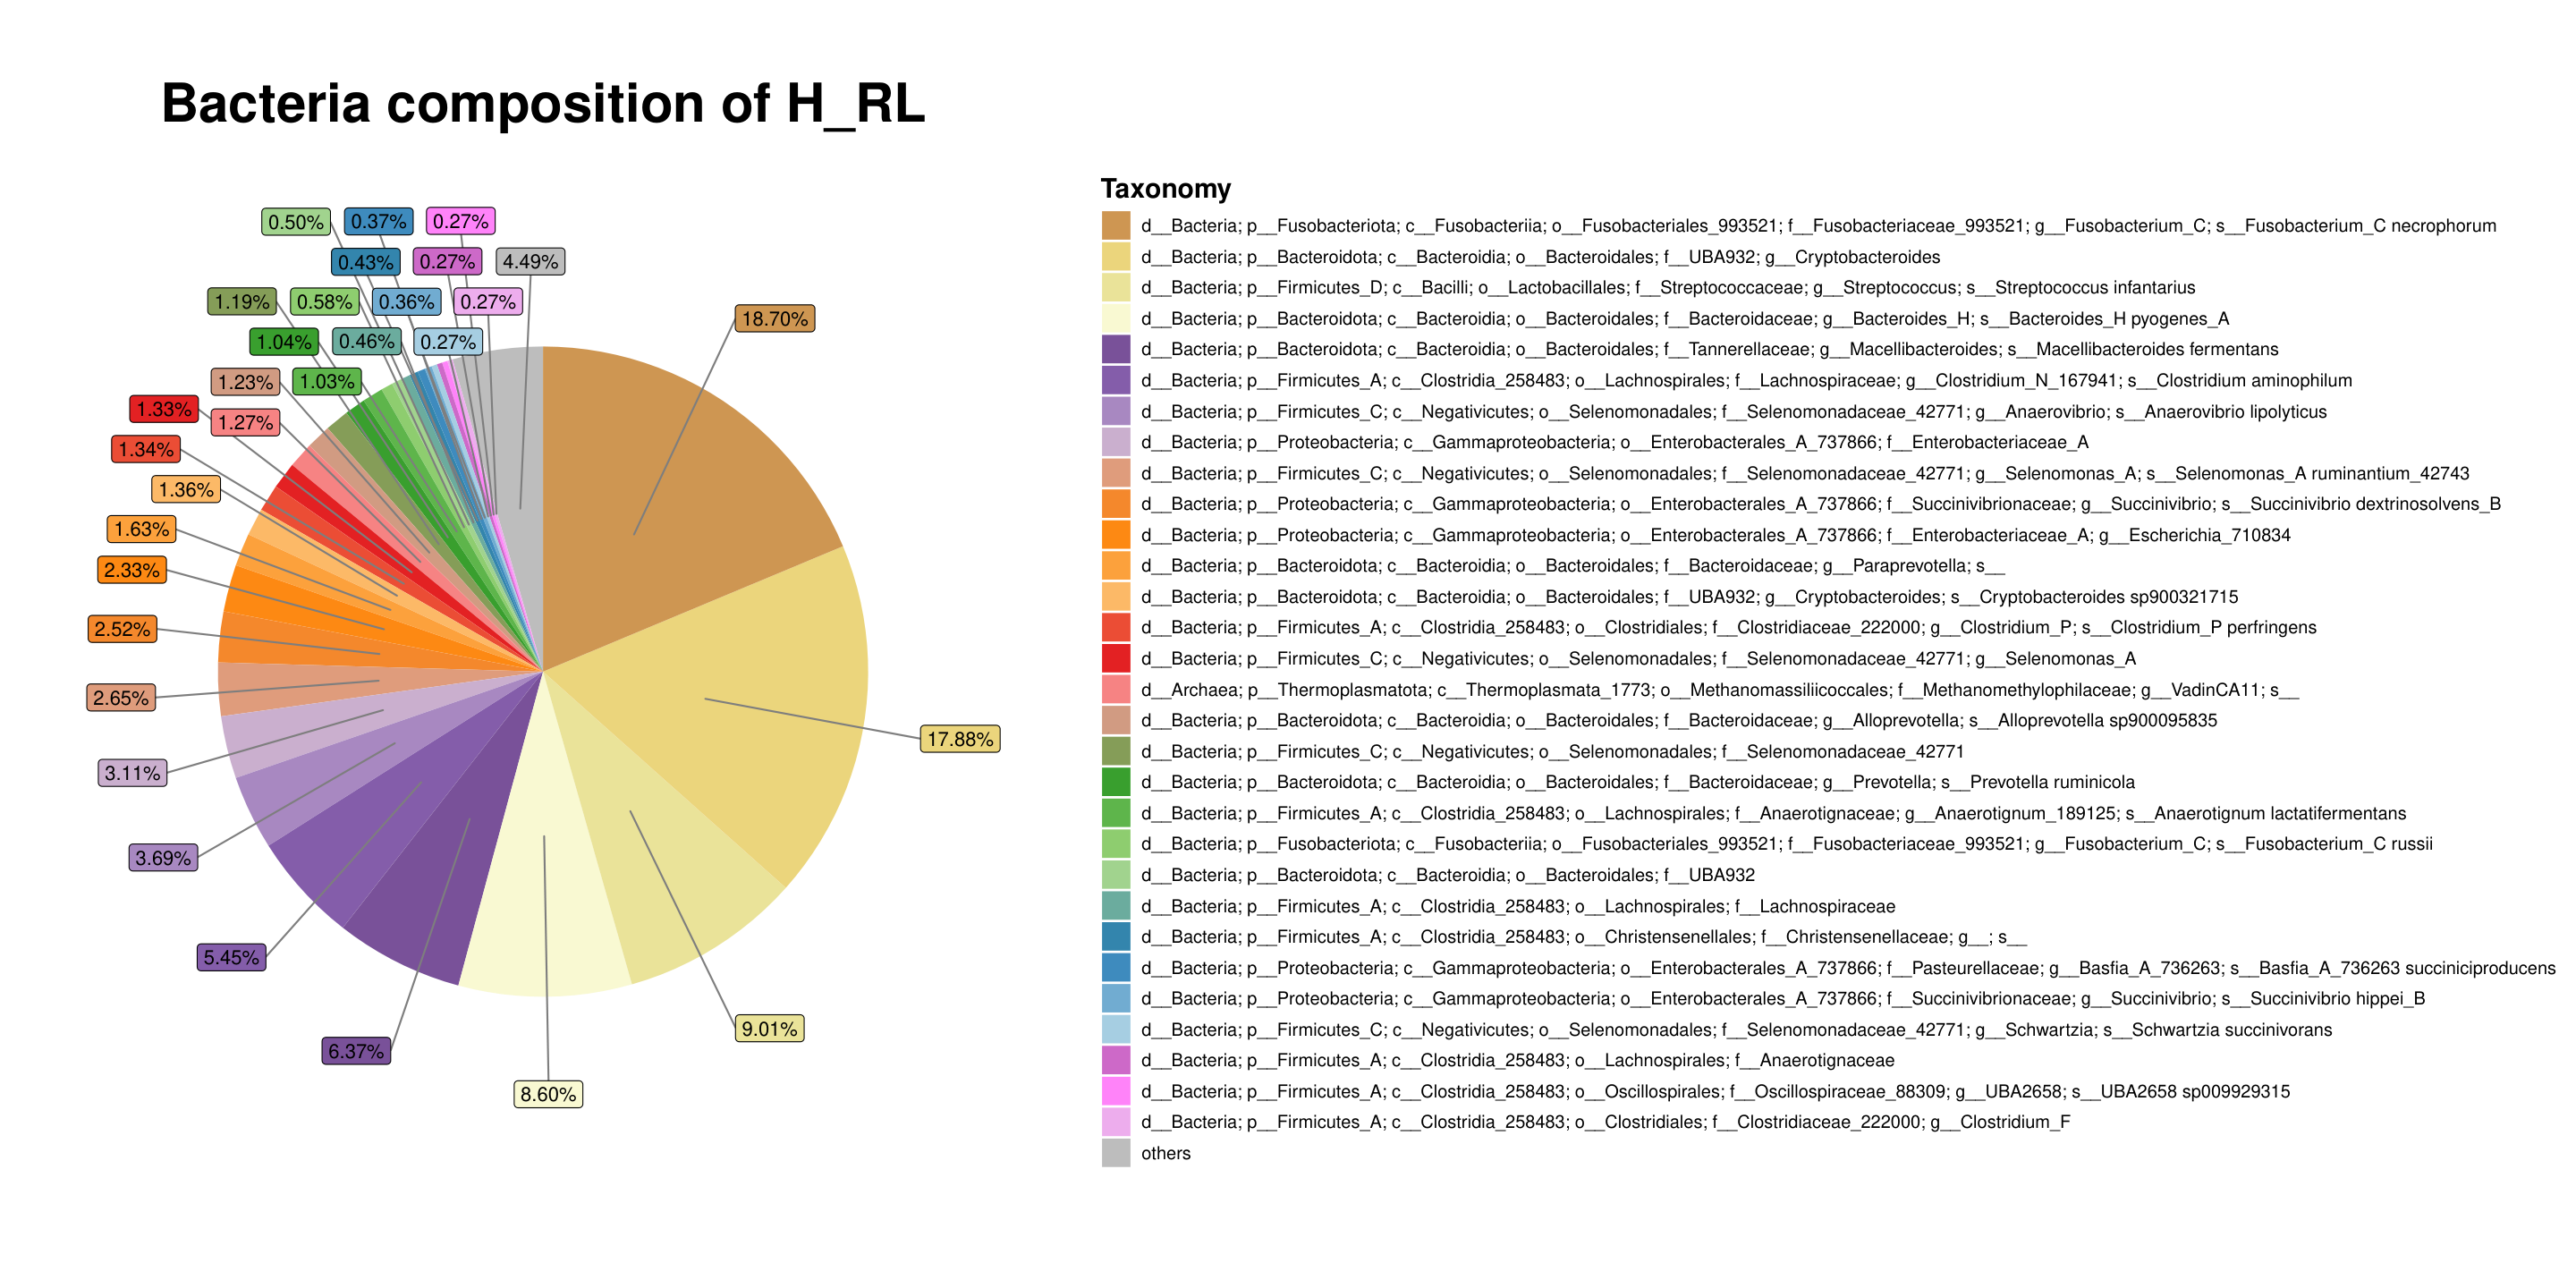 Bacteria composition of H_RL
0.50%
0.37%
0.27%
0.43%
0.27%
4.49%
1.19%
0.58%
0.36%
0.27%
18.70%
1.04%
0.46%
0.27%
1.23%
1.03%
1.33%
1.27%
1.34%
1.36%
1.63%
2.33%
2.52%
2.65%
17.88%
3.11%
3.69%
5.45%
9.01%
6.37%
8.60%
Taxonomy
d__Bacteria; p__Fusobacteriota; c__Fusobacteriia; o__Fusobacteriales_993521; f__Fusobacteriaceae_993521; g__Fusobacterium_C; s__Fusobacterium_C necrophorum
d__Bacteria; p__Bacteroidota; c__Bacteroidia; o__Bacteroidales; f__UBA932; g__Cryptobacteroides
d__Bacteria; p__Firmicutes_D; c__Bacilli; o__Lactobacillales; f__Streptococcaceae; g__Streptococcus; s__Streptococcus infantarius
d__Bacteria; p__Bacteroidota; c__Bacteroidia; o__Bacteroidales; f__Bacteroidaceae; g__Bacteroides_H; s__Bacteroides_H pyogenes_A
d__Bacteria; p__Bacteroidota; c__Bacteroidia; o__Bacteroidales; f__Tannerellaceae; g__Macellibacteroides; s__Macellibacteroides fermentans
d__Bacteria; p__Firmicutes_A; c__Clostridia_258483; o__Lachnospirales; f__Lachnospiraceae; g__Clostridium_N_167941; s__Clostridium aminophilum
d__Bacteria; p__Firmicutes_C; c__Negativicutes; o__Selenomonadales; f__Selenomonadaceae_42771; g__Anaerovibrio; s__Anaerovibrio lipolyticus
d__Bacteria; p__Proteobacteria; c__Gammaproteobacteria; o__Enterobacterales_A_737866; f__Enterobacteriaceae_A
d__Bacteria; p__Firmicutes_C; c__Negativicutes; o__Selenomonadales; f__Selenomonadaceae_42771; g__Selenomonas_A; s__Selenomonas_A ruminantium_42743
d__Bacteria; p__Proteobacteria; c__Gammaproteobacteria; o__Enterobacterales_A_737866; f__Succinivibrionaceae; g__Succinivibrio; s__Succinivibrio dextrinosolvens_B
d__Bacteria; p__Proteobacteria; c__Gammaproteobacteria; o__Enterobacterales_A_737866; f__Enterobacteriaceae_A; g__Escherichia_710834
d__Bacteria; p__Bacteroidota; c__Bacteroidia; o__Bacteroidales; f__Bacteroidaceae; g__Paraprevotella; s__
d__Bacteria; p__Bacteroidota; c__Bacteroidia; o__Bacteroidales; f__UBA932; g__Cryptobacteroides; s__Cryptobacteroides sp900321715
d__Bacteria; p__Firmicutes_A; c__Clostridia_258483; o__Clostridiales; f__Clostridiaceae_222000; g__Clostridium_P; s__Clostridium_P perfringens
d__Bacteria; p__Firmicutes_C; c__Negativicutes; o__Selenomonadales; f__Selenomonadaceae_42771; g__Selenomonas_A
d__Archaea; p__Thermoplasmatota; c__Thermoplasmata_1773; o__Methanomassiliicoccales; f__Methanomethylophilaceae; g__VadinCA11; s__
d__Bacteria; p__Bacteroidota; c__Bacteroidia; o__Bacteroidales; f__Bacteroidaceae; g__Alloprevotella; s__Alloprevotella sp900095835
d__Bacteria; p__Firmicutes_C; c__Negativicutes; o__Selenomonadales; f__Selenomonadaceae_42771
d__Bacteria; p__Bacteroidota; c__Bacteroidia; o__Bacteroidales; f__Bacteroidaceae; g__Prevotella; s__Prevotella ruminicola
d__Bacteria; p__Firmicutes_A; c__Clostridia_258483; o__Lachnospirales; f__Anaerotignaceae; g__Anaerotignum_189125; s__Anaerotignum lactatifermentans
d__Bacteria; p__Fusobacteriota; c__Fusobacteriia; o__Fusobacteriales_993521; f__Fusobacteriaceae_993521; g__Fusobacterium_C; s__Fusobacterium_C russii
d__Bacteria; p__Bacteroidota; c__Bacteroidia; o__Bacteroidales; f__UBA932
d__Bacteria; p__Firmicutes_A; c__Clostridia_258483; o__Lachnospirales; f__Lachnospiraceae
d__Bacteria; p__Firmicutes_A; c__Clostridia_258483; o__Christensenellales; f__Christensenellaceae; g__; s__
d__Bacteria; p__Proteobacteria; c__Gammaproteobacteria; o__Enterobacterales_A_737866; f__Pasteurellaceae; g__Basfia_A_736263; s__Basfia_A_736263 succiniciproducens
d__Bacteria; p__Proteobacteria; c__Gammaproteobacteria; o__Enterobacterales_A_737866; f__Succinivibrionaceae; g__Succinivibrio; s__Succinivibrio hippei_B
d__Bacteria; p__Firmicutes_C; c__Negativicutes; o__Selenomonadales; f__Selenomonadaceae_42771; g__Schwartzia; s__Schwartzia succinivorans
d__Bacteria; p__Firmicutes_A; c__Clostridia_258483; o__Lachnospirales; f__Anaerotignaceae
d__Bacteria; p__Firmicutes_A; c__Clostridia_258483; o__Oscillospirales; f__Oscillospiraceae_88309; g__UBA2658; s__UBA2658 sp009929315
d__Bacteria; p__Firmicutes_A; c__Clostridia_258483; o__Clostridiales; f__Clostridiaceae_222000; g__Clostridium_F
others